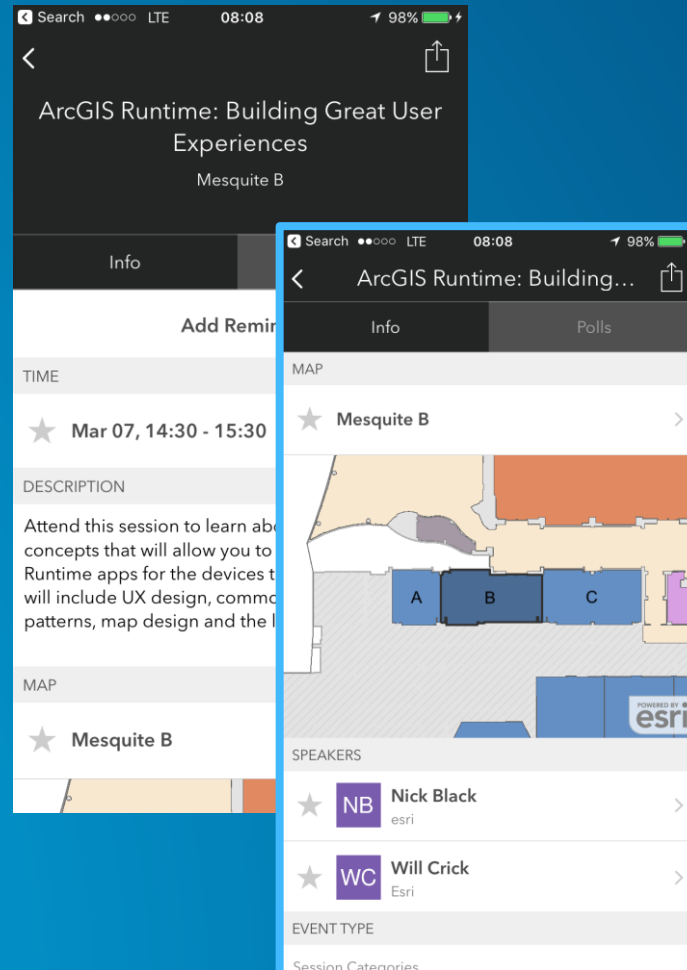 Search LTE 08:08 98%
ArcGIS Runtime: Building Great User
Experiences
Mesquite B
Info
Add Remin
TIME
Mar 07, 14:30 - 15:30
DESCRIPTION
Attend this session to learn abo
concepts that will allow you to
Runtime apps for the devices t
will include UX design, commo
patterns, map design and the l
MAP
Mesquite B
Search LTE 08:08 98%
ArcGIS Runtime: Building...
Info Polls
MAP
Mesquite B
A B C
POWERED BY
esri
SPEAKERS
NB Nick Black
esri
WC Will Crick
Esri
EVENT TYPE
Session Categories